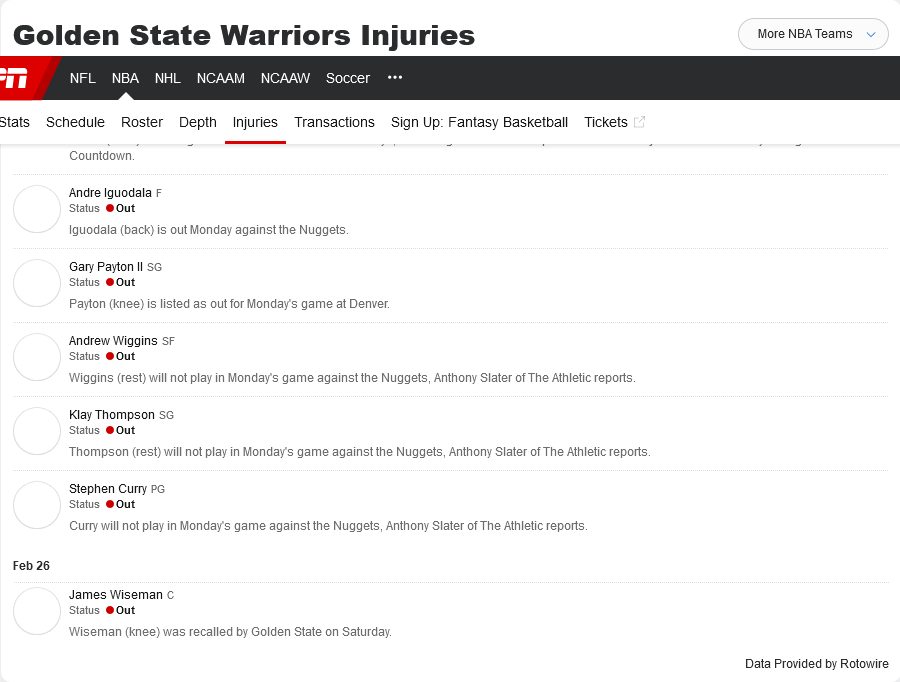 Golden State Warriors Injuries
More NBA Teams
NFL NBA NHL NCAAM NCAAW Soccer •••
Stats Schedule Roster Depth Injuries Transactions Sign Up: Fantasy Basketball Tickets
Countdown.
Andre Iguodala F
Status Out
Iguodala (back) is out Monday against the Nuggets.
Gary Payton II SG
Status Out
Payton (knee) is listed as out for Monday's game at Denver.
Andrew Wiggins SF
Status Out
Wiggins (rest) will not play in Monday's game against the Nuggets, Anthony Slater of The Athletic reports.
Klay Thompson SG
Status Out
Thompson (rest) will not play in Monday's game against the Nuggets, Anthony Slater of The Athletic reports.
Stephen Curry PG
Status Out
Curry will not play in Monday's game against the Nuggets, Anthony Slater of The Athletic reports.
Feb 26
James Wiseman C
Status Out
Wiseman (knee) was recalled by Golden State on Saturday.
Data Provided by Rotowire